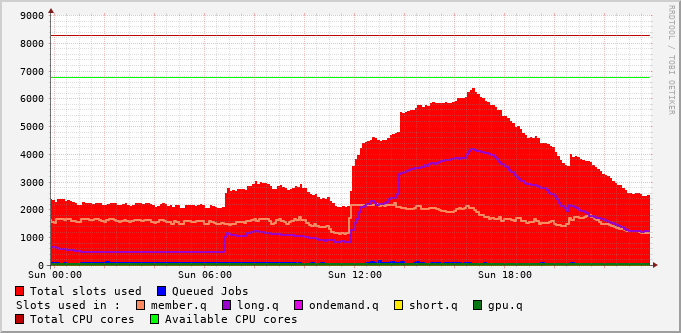 9000
8000
7000
6000
5000
4000
3000
2000
1000
0
Sun 00:00 Sun 06:00 Sun 12:00 Sun 18:00
Total slots used Queued Jobs
Slots used in : member.q long.q ondemand.q short.q gpu.q
Total CPU cores Available CPU cores
RRDTOOL / TOBI OETIKER